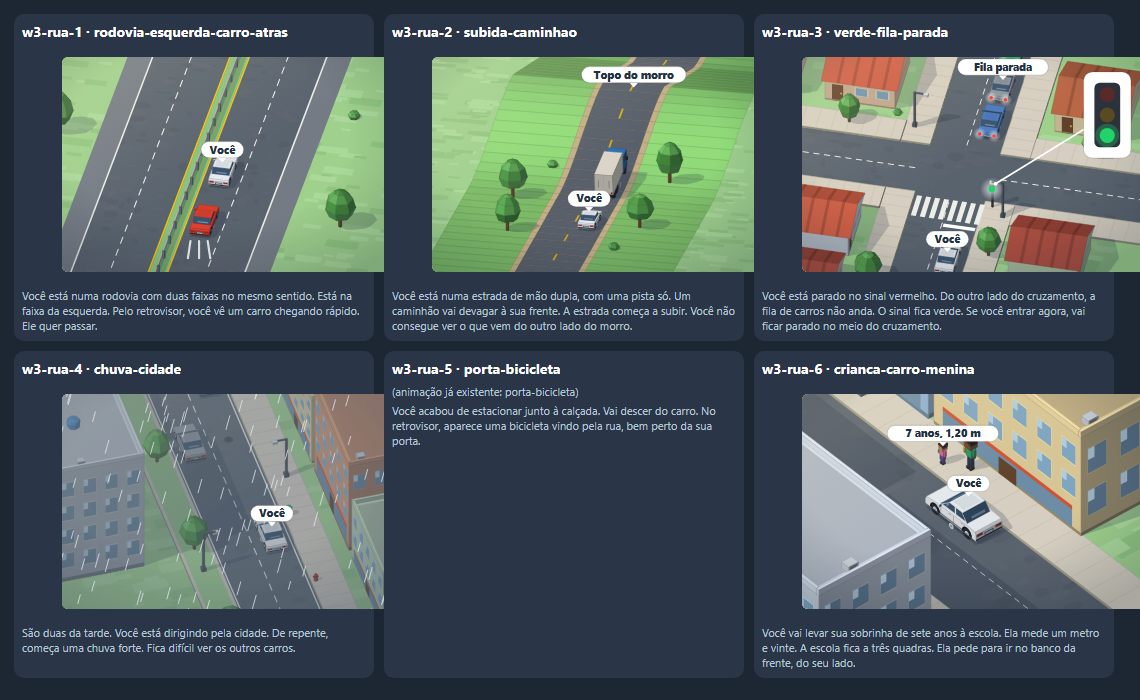 w3-rua-1 · rodovia-esquerda-carro-atras
Você
Você está numa rodovia com duas faixas no mesmo sentido. Está na
faixa da esquerda. Pelo retrovisor, você vê um carro chegando rápido.
Ele quer passar.
w3-rua-2 · subida-caminhao
Topo do morro
Você
Você está numa estrada de mão dupla, com uma pista só. Um
caminhão vai devagar à sua frente. A estrada começa a subir. Você não
consegue ver o que vem do outro lado do morro.
w3-rua-3 · verde-fila-parada
Fila parada
Você
Você está parado no sinal vermelho. Do outro lado do cruzamento, a
fila de carros não anda. O sinal fica verde. Se você entrar agora, vai
ficar parado no meio do cruzamento.
w3-rua-4 · chuva-cidade
Você
São duas da tarde. Você está dirigindo pela cidade. De repente,
começa uma chuva forte. Fica difícil ver os outros carros.
w3-rua-5 · porta-bicicleta
(animação já existente: porta-bicicleta)
Você acabou de estacionar junto à calçada. Vai descer do carro. No
retrovisor, aparece uma bicicleta vindo pela rua, bem perto da sua
porta.
w3-rua-6 · crianca-carro-menina
7 anos, 1,20 m
Você
Você vai levar sua sobrinha de sete anos à escola. Ela mede um metro
e vinte. A escola fica a três quadras. Ela pede para ir no banco da
frente, do seu lado.